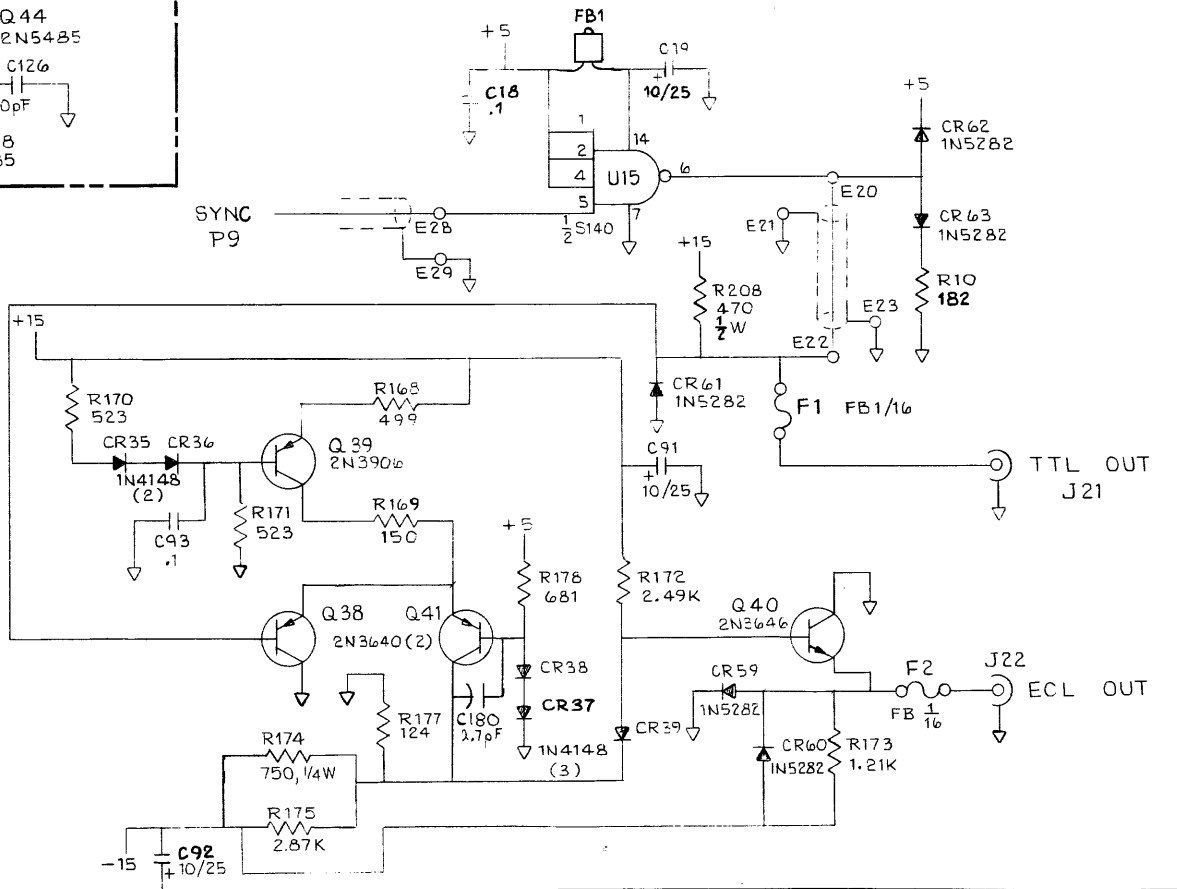 Q44
2N5485
C126
0pF
8
35
FB1
+5
C19
+
10/25
C18
.1
+5
1
2
4
5
14
6
7
U15
1/2 S140
CR62
1N5282
E20
SYNC
P9
E28
E29
E21
+15
CR63
1N5282
R10
182
R208
470
1/2 W
E23
E22
+15
R170
523
R168
499
CR61
1N5282
F1
FB1/16
CR35
CR36
Q39
2N3906
1N4148
(2)
C91
+
10/25
TTL OUT
J21
R171
523
C93
.1
R169
150
+5
R178
681
R172
2.49K
Q38
Q41
2N3640(2)
Q40
2N3646
CR38
CR59
1N5282
F2
J22
ECL OUT
FB 1/16
CR37
R177
124
C180
2.7pF
CR39
1N4148
(3)
R174
750, 1/4W
CR60
1N5282
R173
1.21K
R175
2.87K
-15
C92
+ 10/25